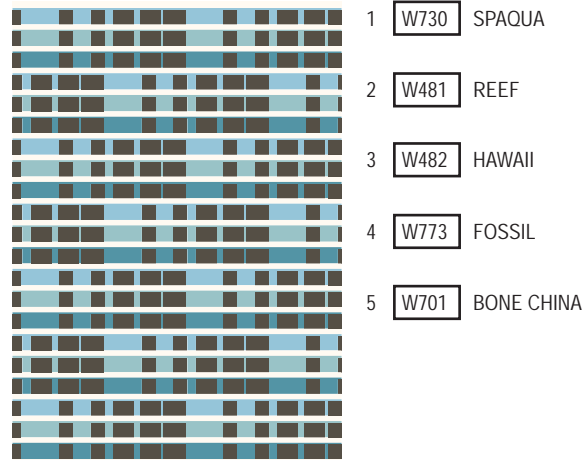 1 W730 SPAQUA
2 W481 REEF
3 W482 HAWAII
4 W773 FOSSIL
5 W701 BONE CHINA